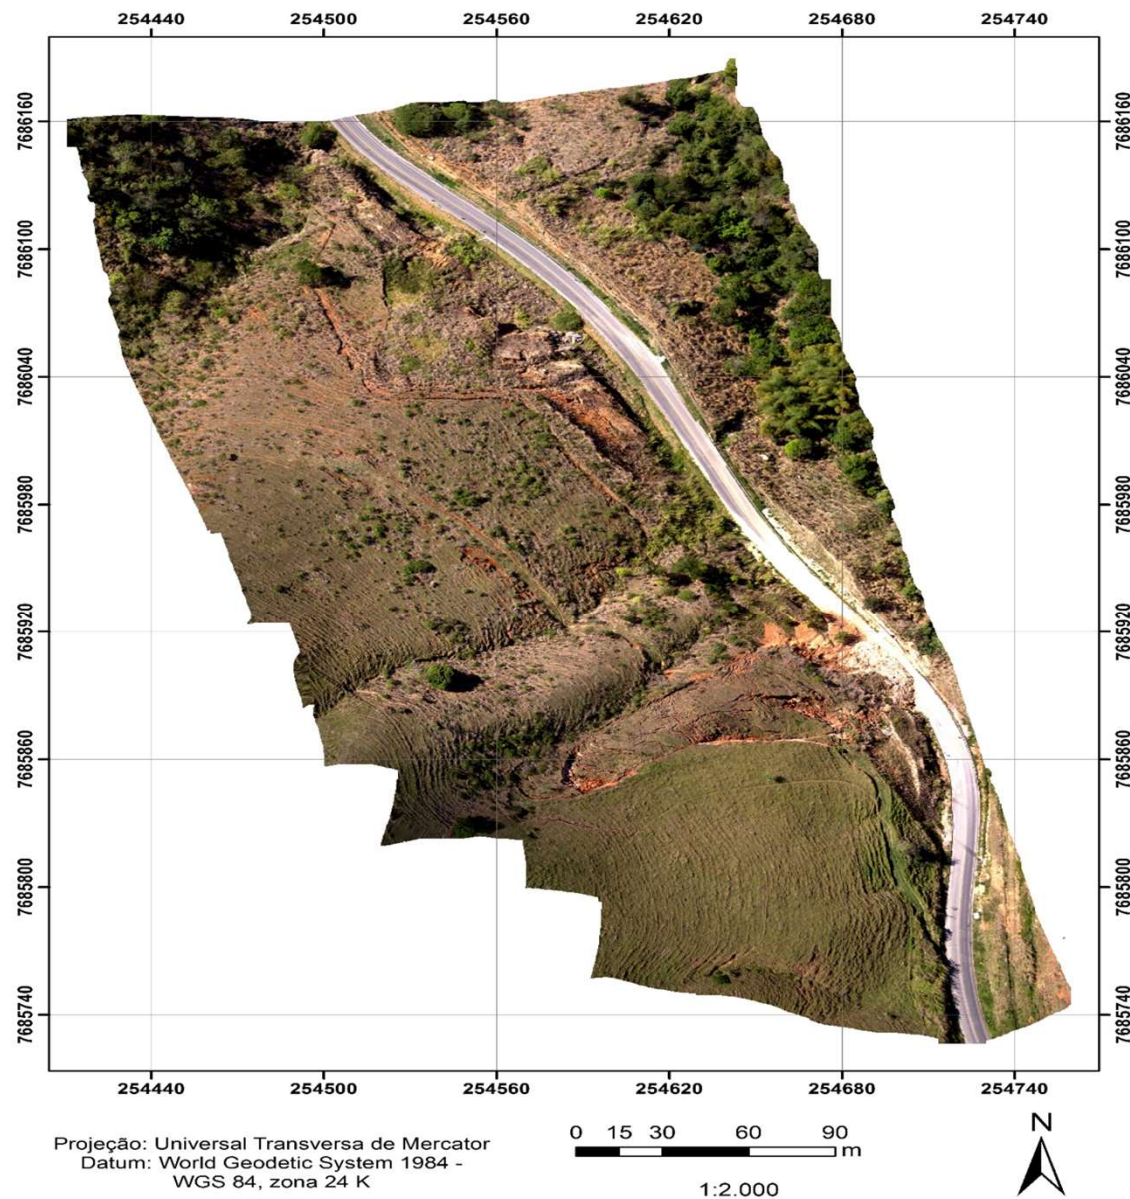 254440 254500 254560 254620 254680 254740
7686160 7686160
7686100 7686100
7686040 7686040
7685980 7685980
7685920 7685920
7685860 7685860
7685800 7685800
7685740 7685740
254440 254500 254560 254620 254680 254740
Projeção: Universal Transversa de Mercator
Datum: World Geodetic System 1984 -
WGS 84, zona 24 K
0 15 30 60 90
m
1:2.000
N